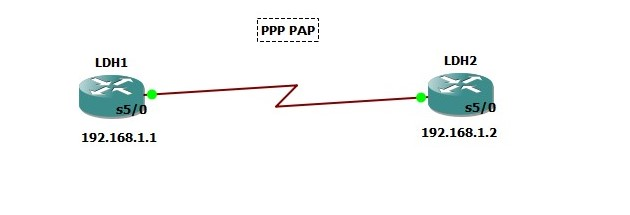 PPP PAP
LDH1
LDH2
s5/0
s5/0
192.168.1.1
192.168.1.2